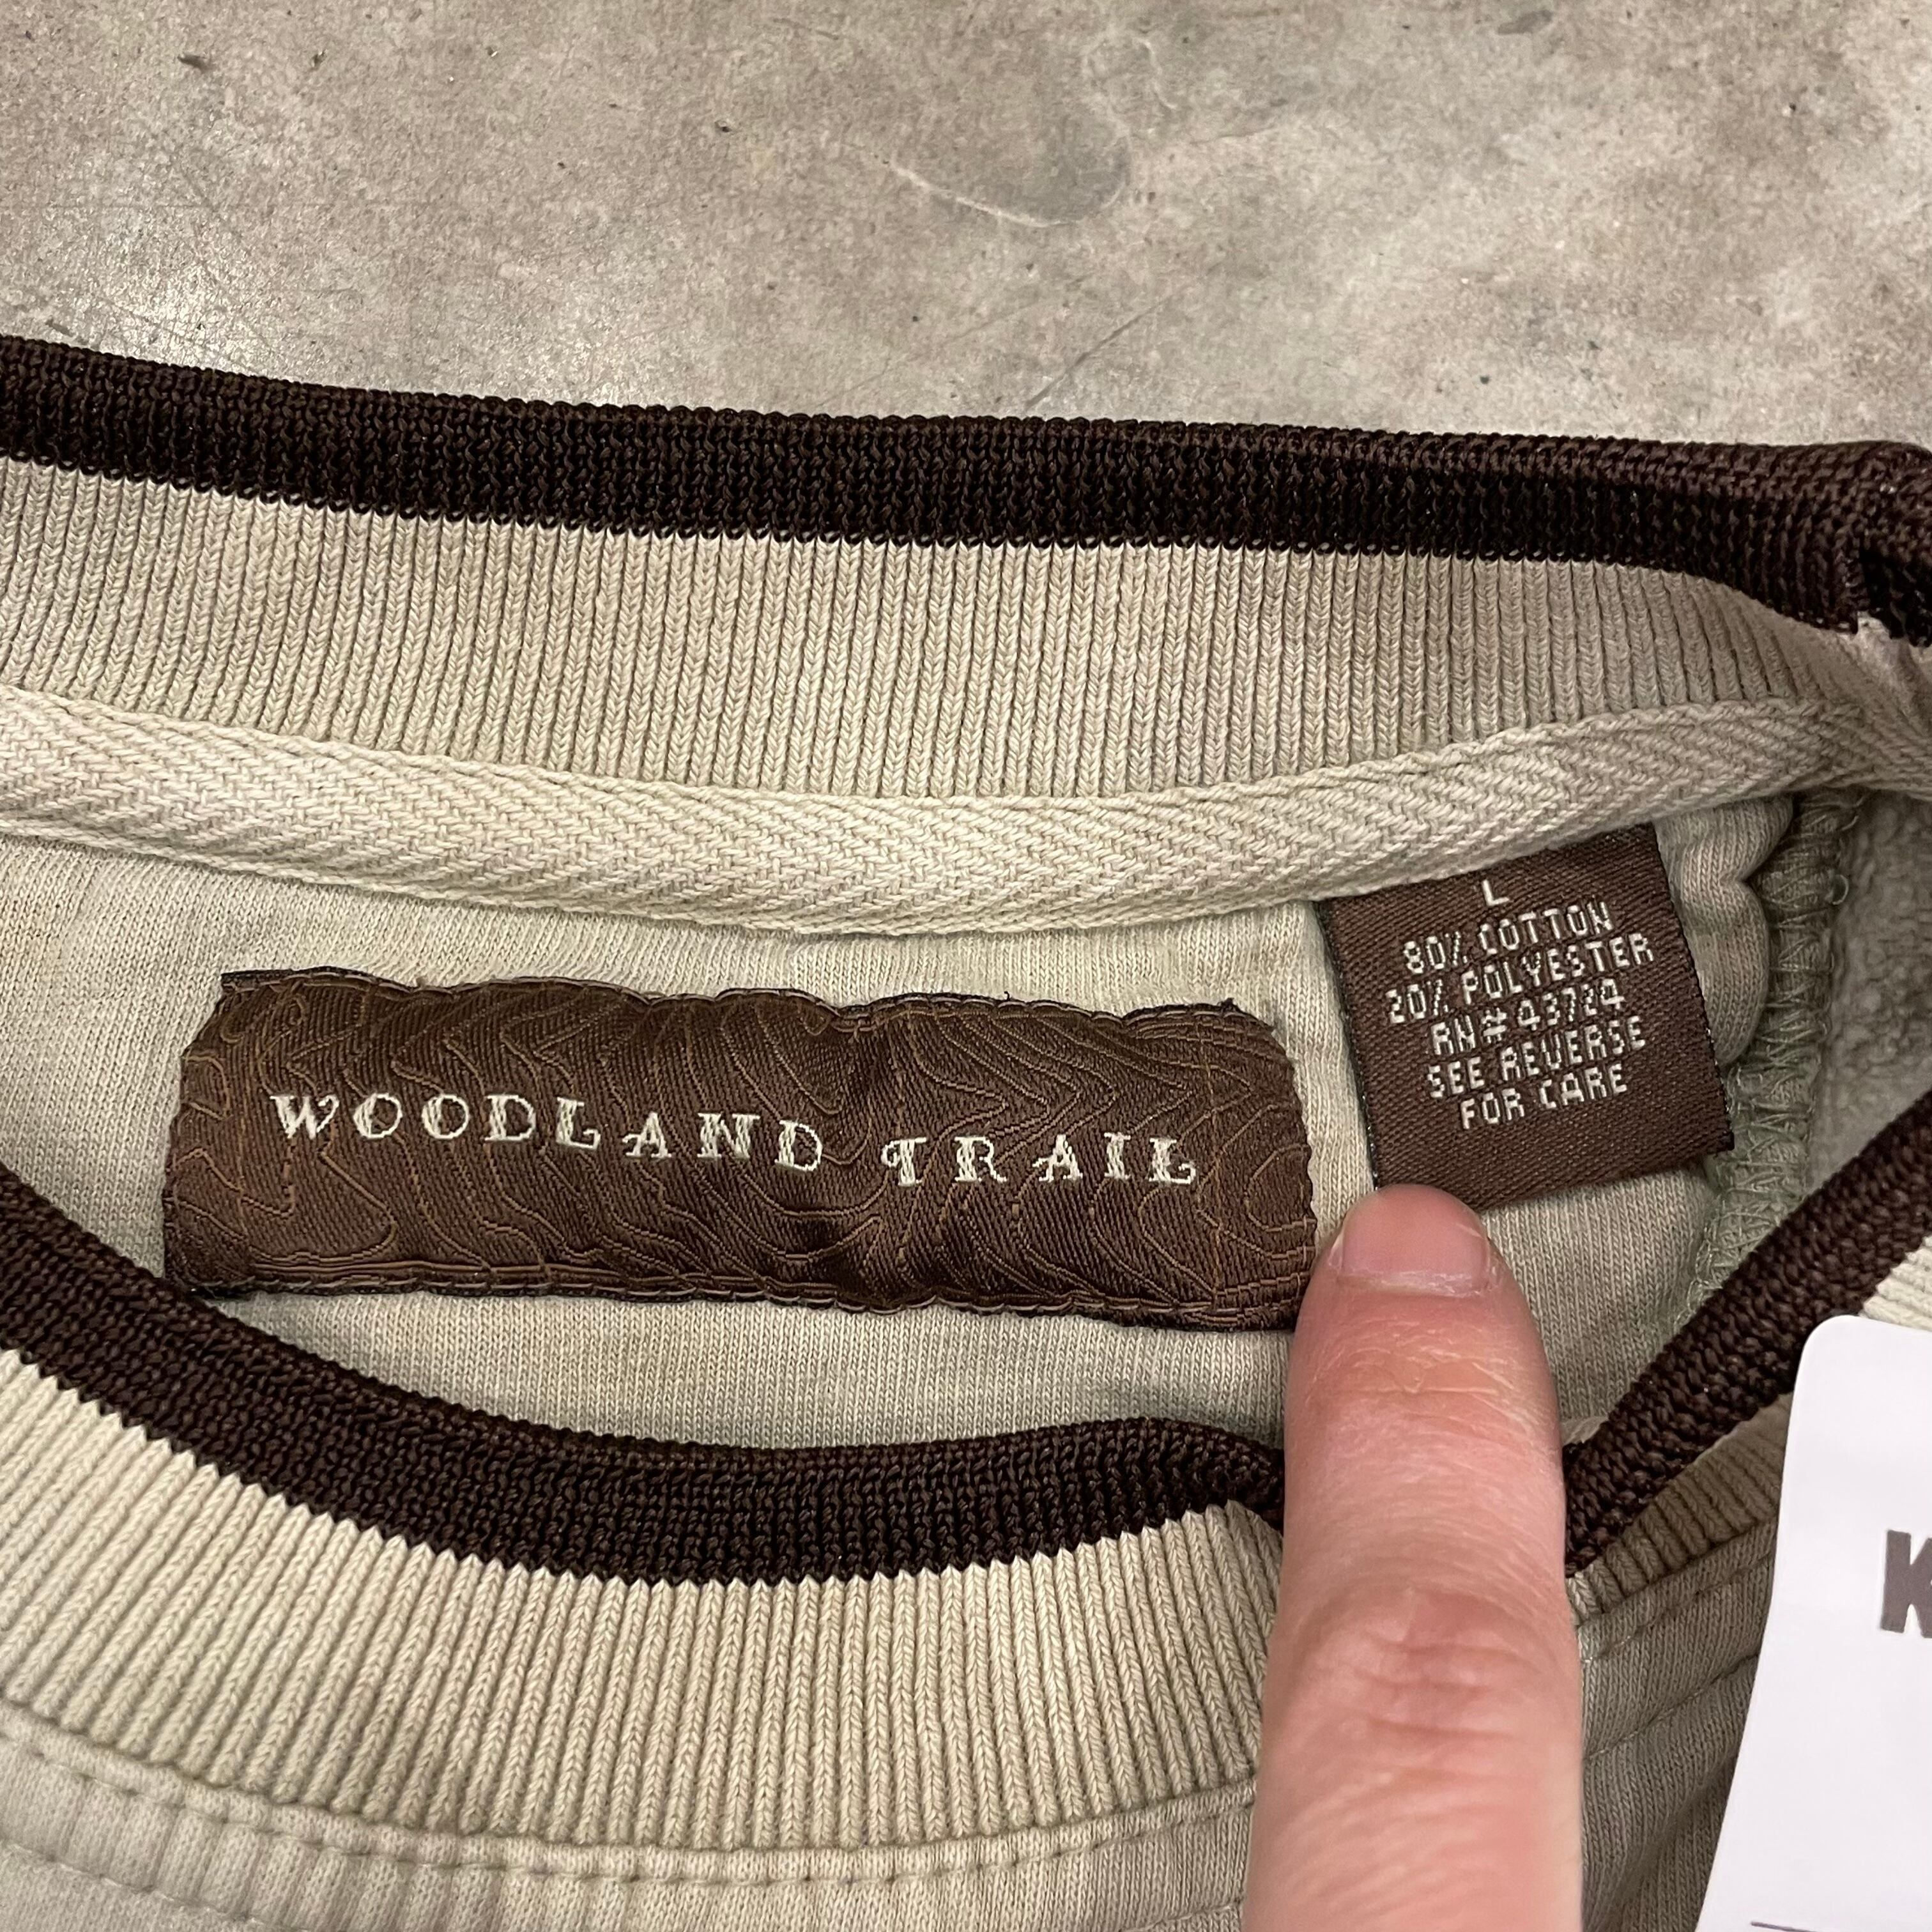 WOODLAND TRAIL
L
80% COTTON
20% POLYESTER
RN# 43724
SEE REVERSE
FOR CARE
K